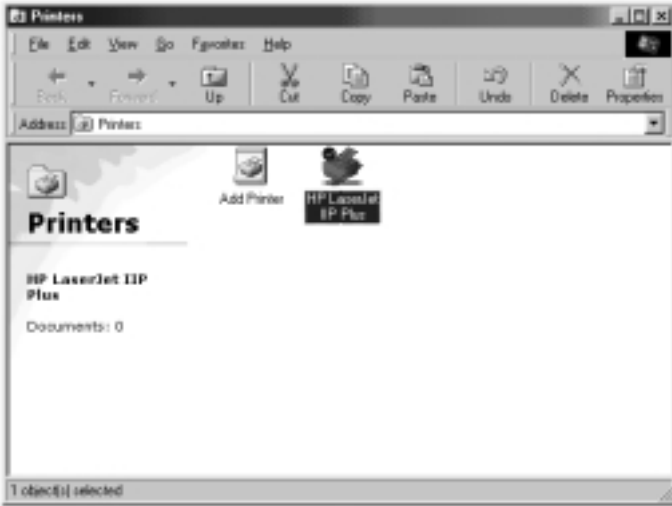 Printers
File Edit View Go Favorites Help
Back Forward Up Cut Copy Paste Undo Delete Properties
Address Printers
Add Printer
HP LaserJet
IIP Plus
Printers
HP LaserJet IIP
Plus
Documents: 0
1 object(s) selected